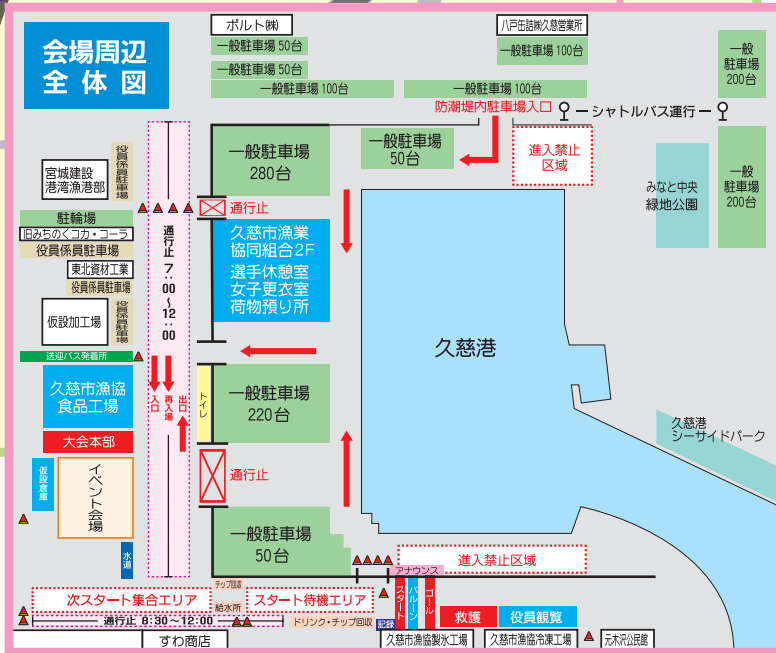 会場周辺
全体図
ボルト㈱
一般駐車場 50台
一般駐車場 50台
一般駐車場 100台
八戸缶詰㈱久慈営業所
一般駐車場 100台
一般駐車場 100台
防潮堤内駐車場入口
シャトルバス運行
一般
駐車場
200台
一般
駐車場
200台
みなと中央
緑地公園
進入禁止
区域
一般駐車場
50台
一般駐車場
280台
通行止
久慈市漁業
協同組合2F
選手休憩室
女子更衣室
荷物預り所
役員係員駐車場
宮城建設
港湾漁港部
駐輪場
旧みちのくコカ・コーラ
役員係員駐車場
東北資材工業
役員係員駐車場
仮設加工場
役員係員駐車場
送迎バス発着所
通行止 7:00~12:00
入口
再入場
出口
久慈市漁協
食品工場
大会本部
仮設倉庫
イベント会場
水道
トイレ
一般駐車場
220台
通行止
一般駐車場
50台
久慈港
久慈港
シーサイドパーク
進入禁止区域
アナウンス
スタート
バルーン
ゴール
チップ回収
給水所
次スタート集合エリア
スタート待機エリア
通行止 8:30~12:00
ドリンク・チップ回収
記録
救護
役員観覧
すわ商店
久慈市漁協製氷工場
久慈市漁協冷凍工場
元木沢公民館